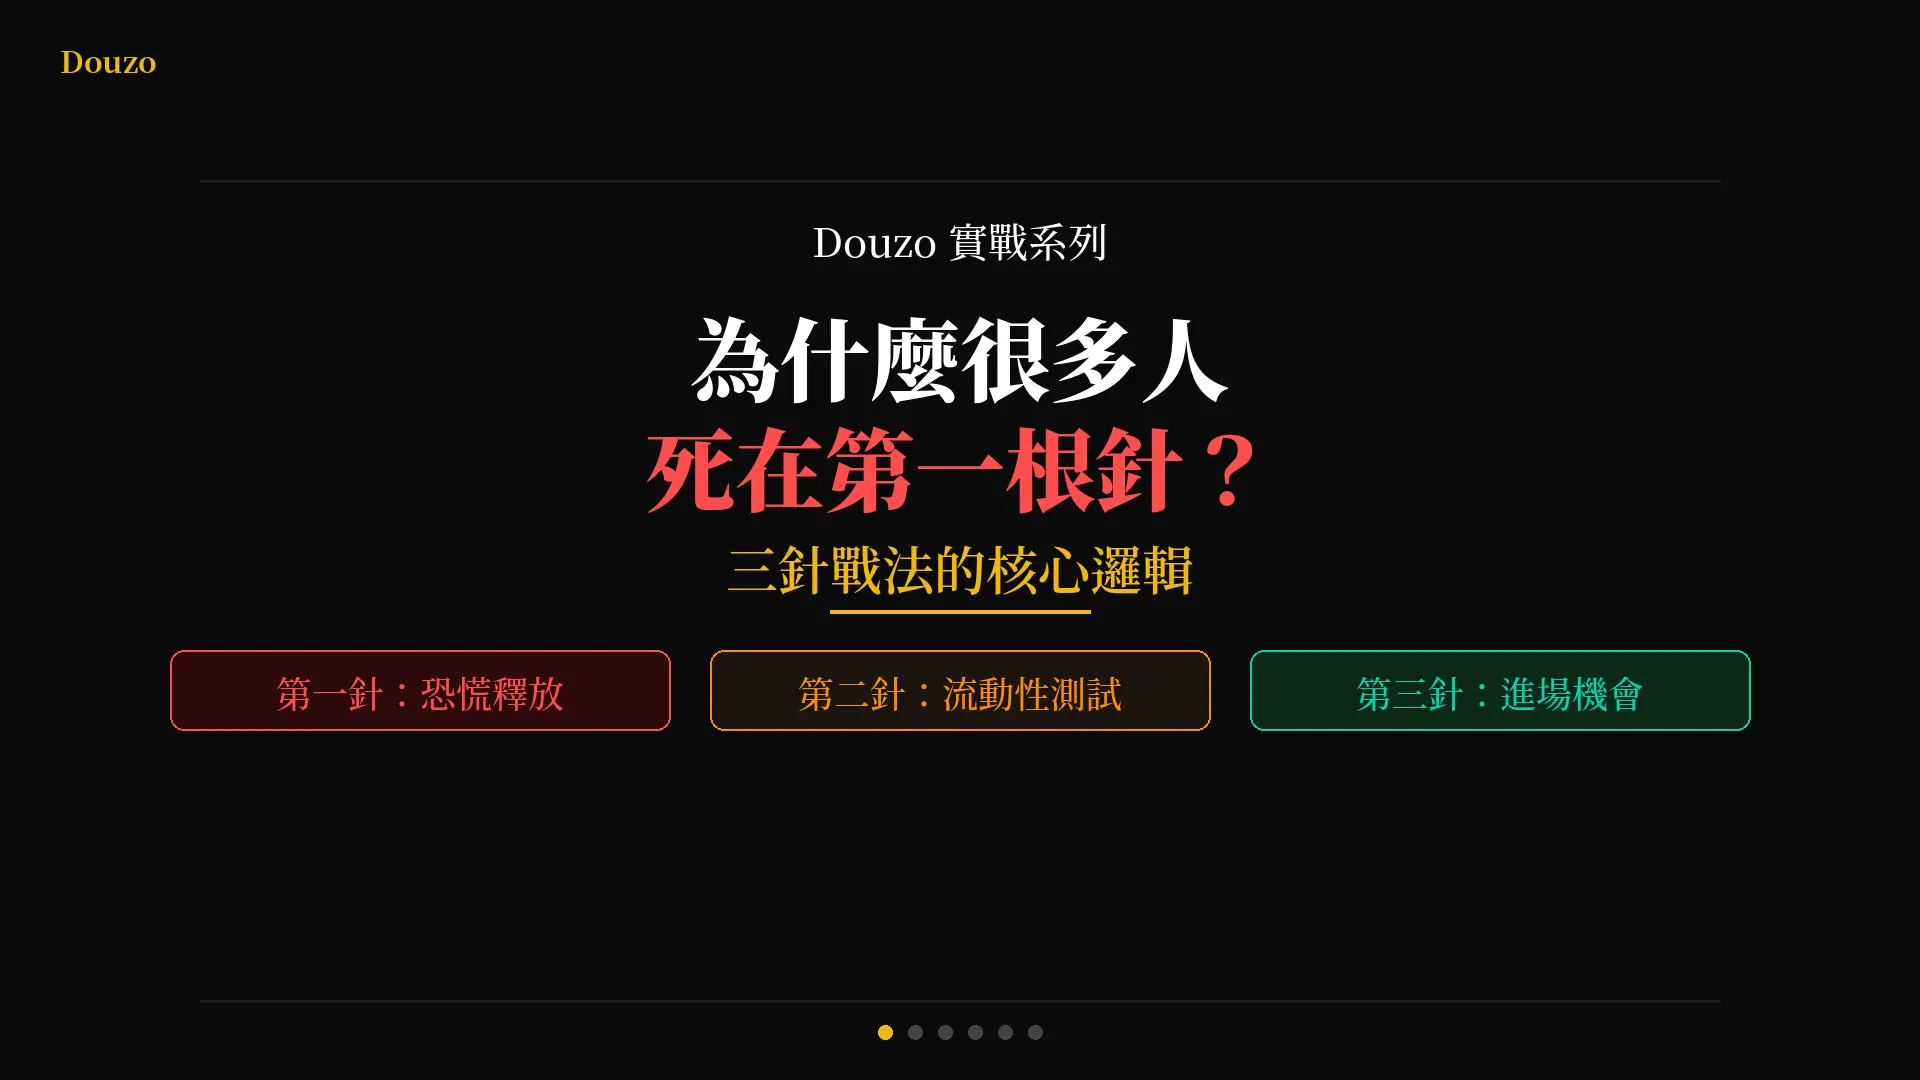 Douzo
Douzo 實戰系列
為什麼很多人
死在第一根針？
三針戰法的核心邏輯
第一針：恐慌釋放
第二針：流動性測試
第三針：進場機會